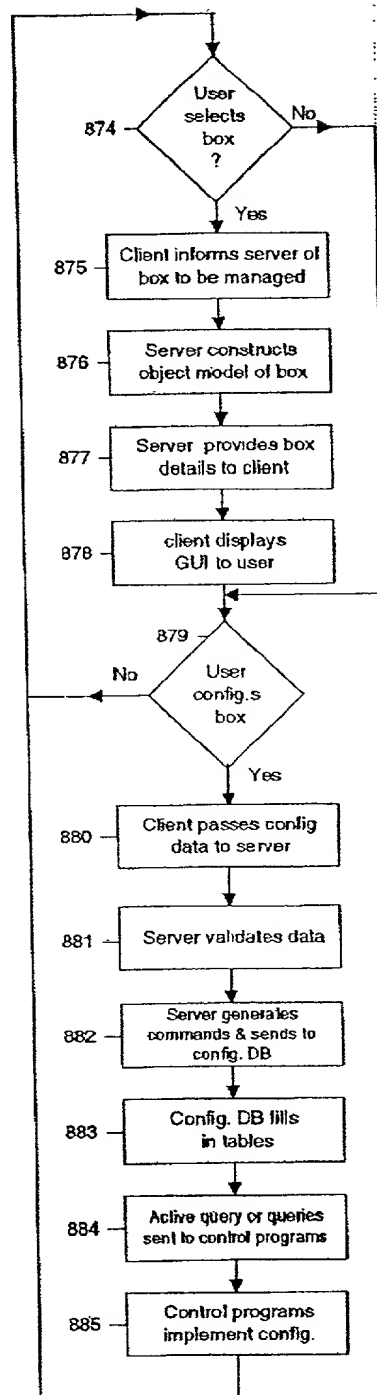 User
selects
box
?
No
874
Yes
875
Client informs server of
box to be managed
876
Server constructs
object model of box
877
Server provides box
details to client
878
client displays
GUI to user
879
No
User
config.s
box
Yes
880
Client passes config
data to server
881
Server validates data
882
Server generates
commands & sends to
config. DB
883
Config. DB fills
in tables
884
Active query or queries
sent to control programs
885
Control programs
implement config.